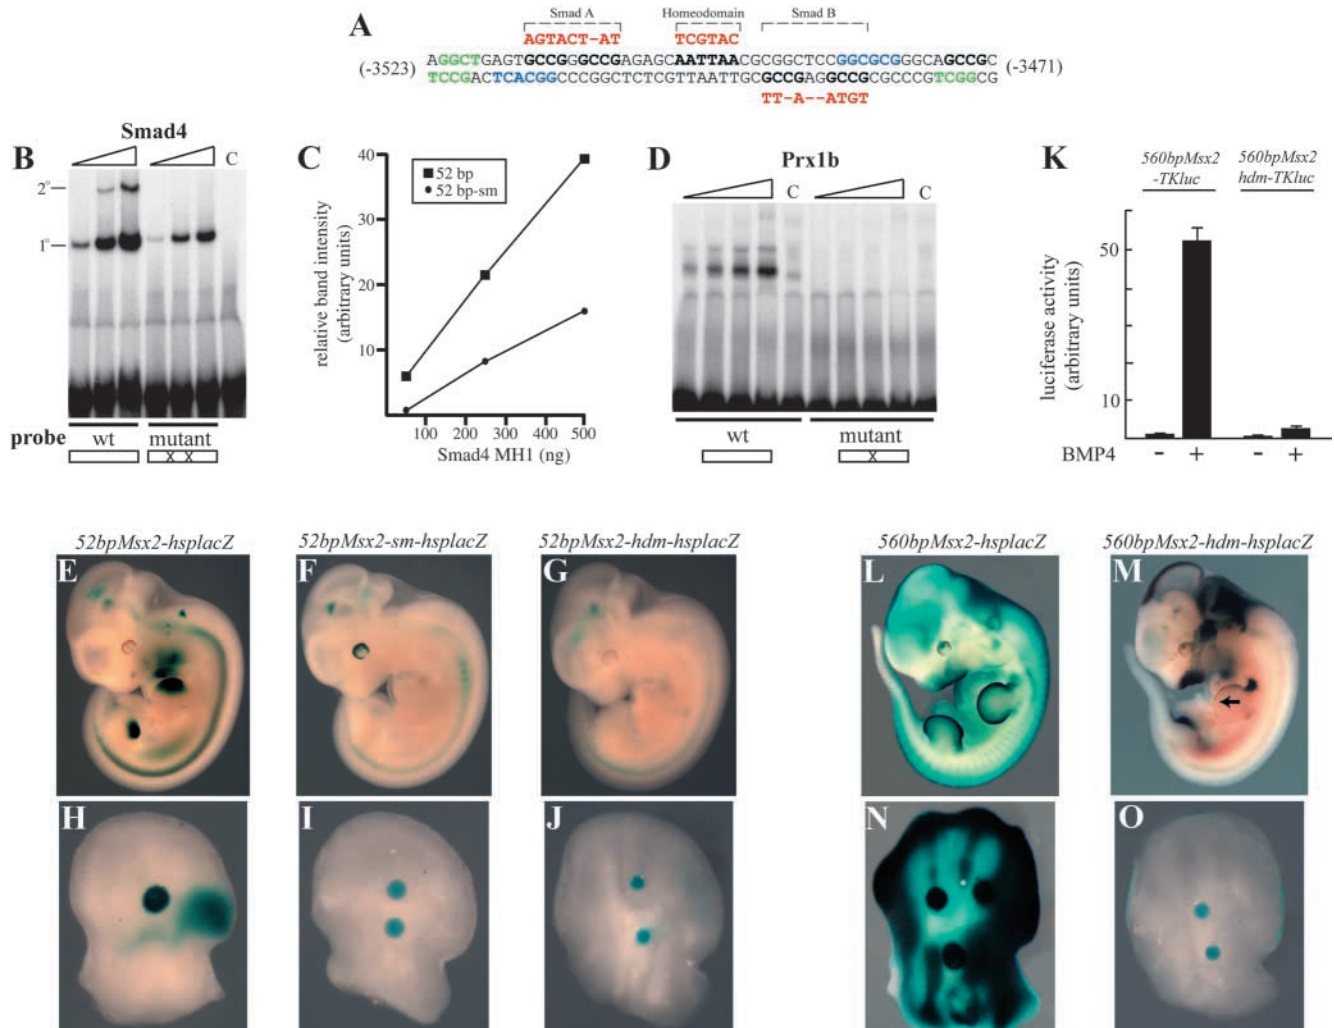 A
Smad A
Homeodomain
Smad B
AGTACT-AT
TCGTAC
(-3523)
AGGCTGAGTGCCGGGCCGAGAGCAATTAACGCGGCTCCGGCGCGGGCAGCCGC
(-3471)
TCCGACTCACGGCCCGGCTCTCGTTAATTGCGCCGAGGCCGCGCCCGTCGGCG
TT-A--ATGT
B
Smad4
C
2°
1°
probe
wt
mutant
X X
C
40
30
20
10
relative band intensity
(arbitrary units)
52 bp
52 bp-sm
100 200 300 400 500
Smad4 MH1 (ng)
D
Prx1b
C
C
wt
mutant
X
K
560bpMsx2
-TKluc
560bpMsx2
hdm-TKluc
luciferase activity
(arbitrary units)
50
10
BMP4
- + - +
52bpMsx2-hsplacZ
52bpMsx2-sm-hsplacZ
52bpMsx2-hdm-hsplacZ
560bpMsx2-hsplacZ
560bpMsx2-hdm-hsplacZ
E
F
G
L
M
H
I
J
N
O